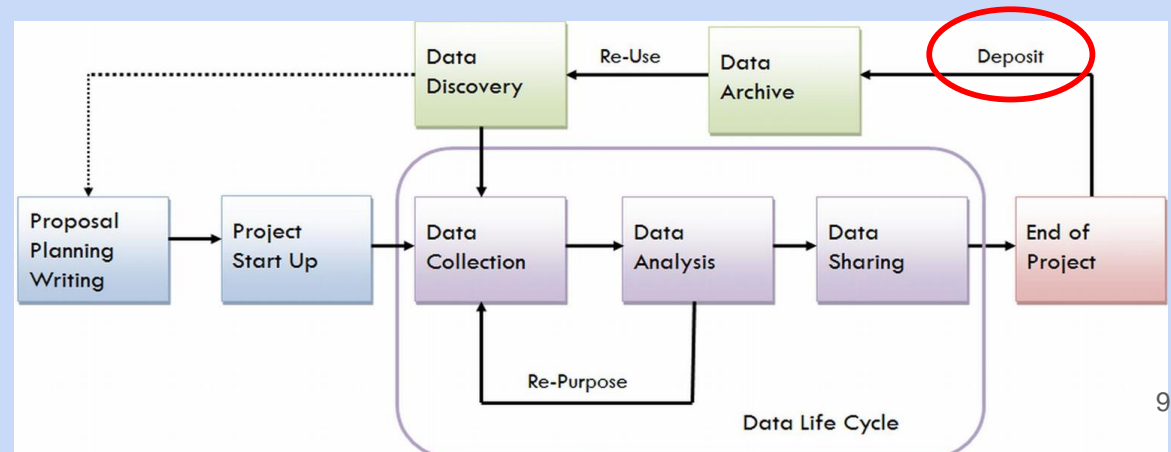 Data
Discovery
Re-Use
Data
Archive
Deposit
Proposal
Planning
Writing
Project
Start Up
Data
Collection
Data
Analysis
Data
Sharing
End of
Project
Re-Purpose
Data Life Cycle
9